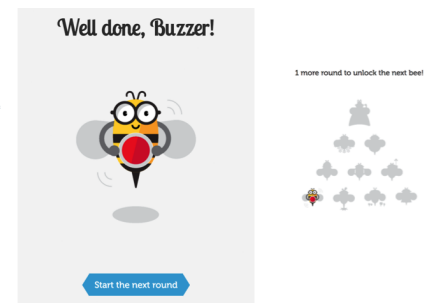 Well done, Buzzer!
1 more round to unlock the next bee!
Start the next round